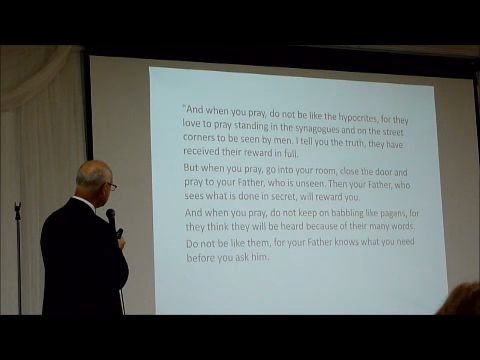 "And when you pray, do not be like the hypocrites, for they
love to pray standing in the synagogues and on the street
corners to be seen by men. I tell you the truth, they have
received their reward in full.
But when you pray, go into your room, close the door and
pray to your Father, who is unseen. Then your Father, who
sees what is done in secret, will reward you.
And when you pray, do not keep on babbling like pagans, for
they think they will be heard because of their many words.
Do not be like them, for your Father knows what you need
before you ask him.